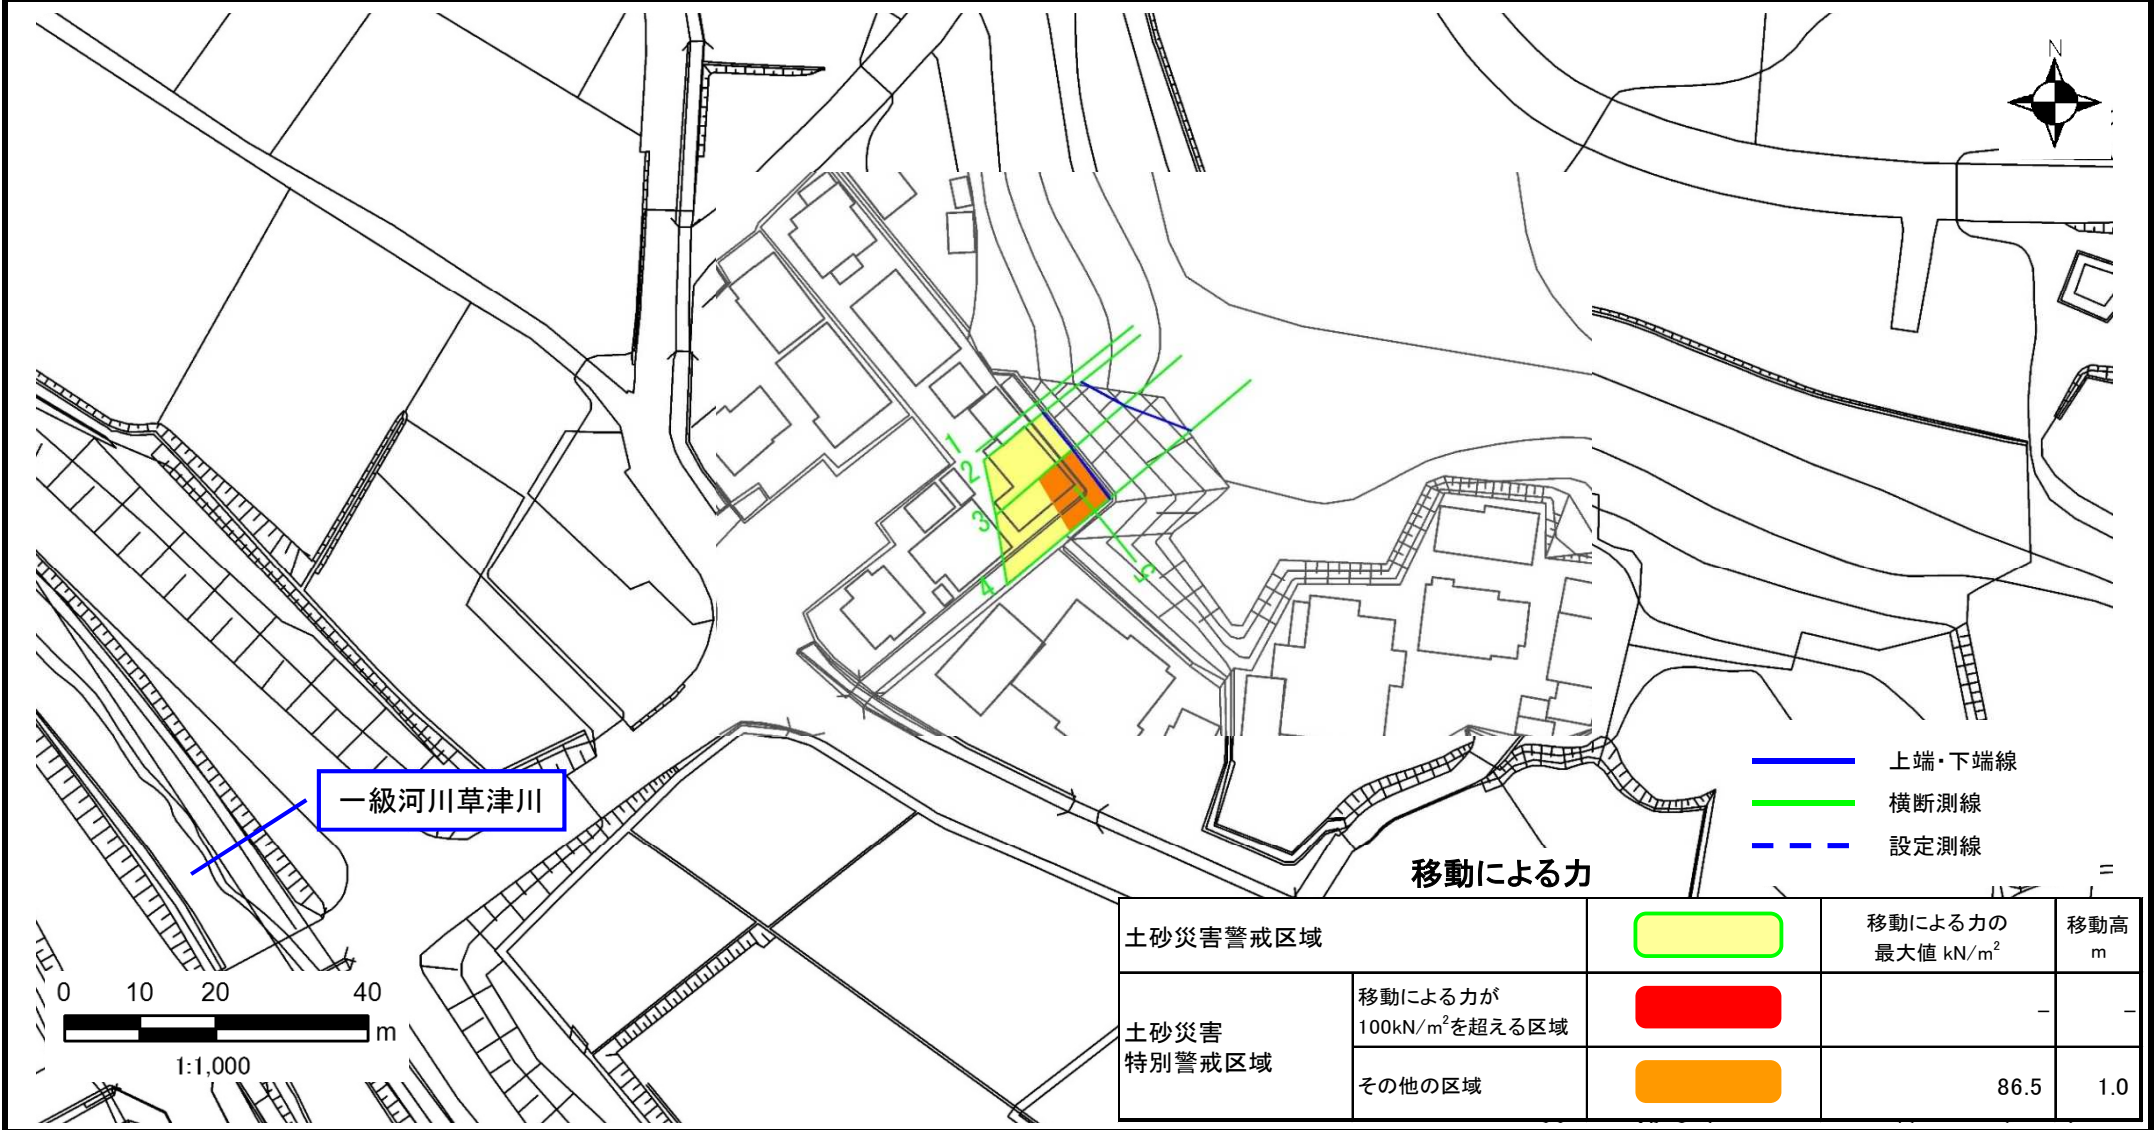 N
1
2
3
4
5
一級河川草津川
上端・下端線
横断測線
設定測線
移動による力
土砂災害警戒区域
移動による力の
最大値 kN/m²
移動高
m
土砂災害
特別警戒区域
移動による力が
100kN/m²を超える区域
－
－
その他の区域
86.5
1.0
0 10 20 40
m
1:1,000